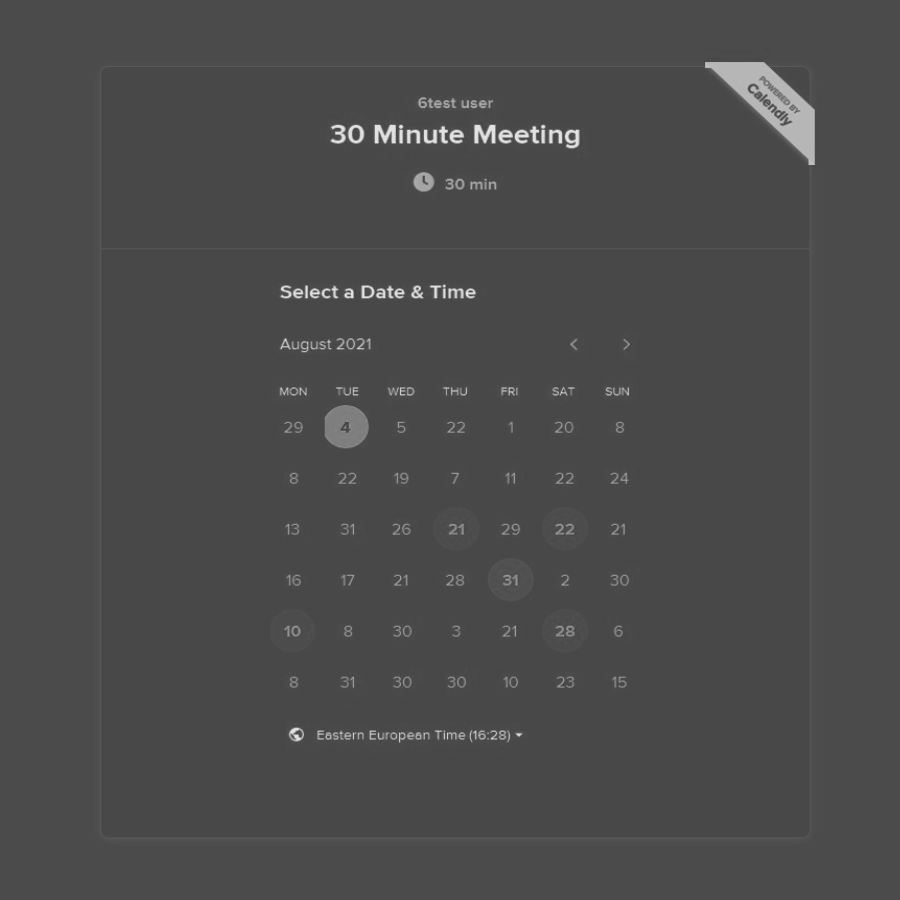 POWERED BY
Calendly
6test user
30 Minute Meeting
30 min
Select a Date & Time
August 2021
MON TUE WED THU FRI SAT SUN
29 4 5 22 1 20 8
8 22 19 7 11 22 24
13 31 26 21 29 22 21
16 17 21 28 31 2 30
10 8 30 3 21 28 6
8 31 30 30 10 23 15
Eastern European Time (16:28)